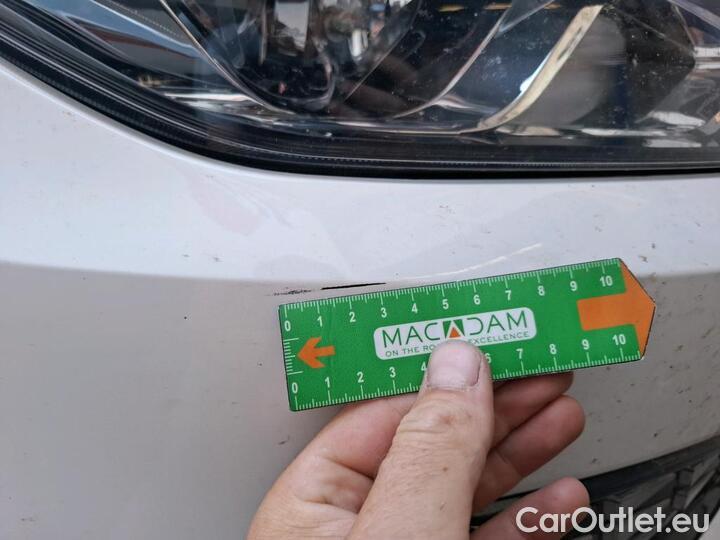 0 1 2 3 4 5 6 7 8 9 10
MACADAM
ON THE RO EXCELLENCE
0 1 2 3 4 7 8 9 10
CarOutlet.eu